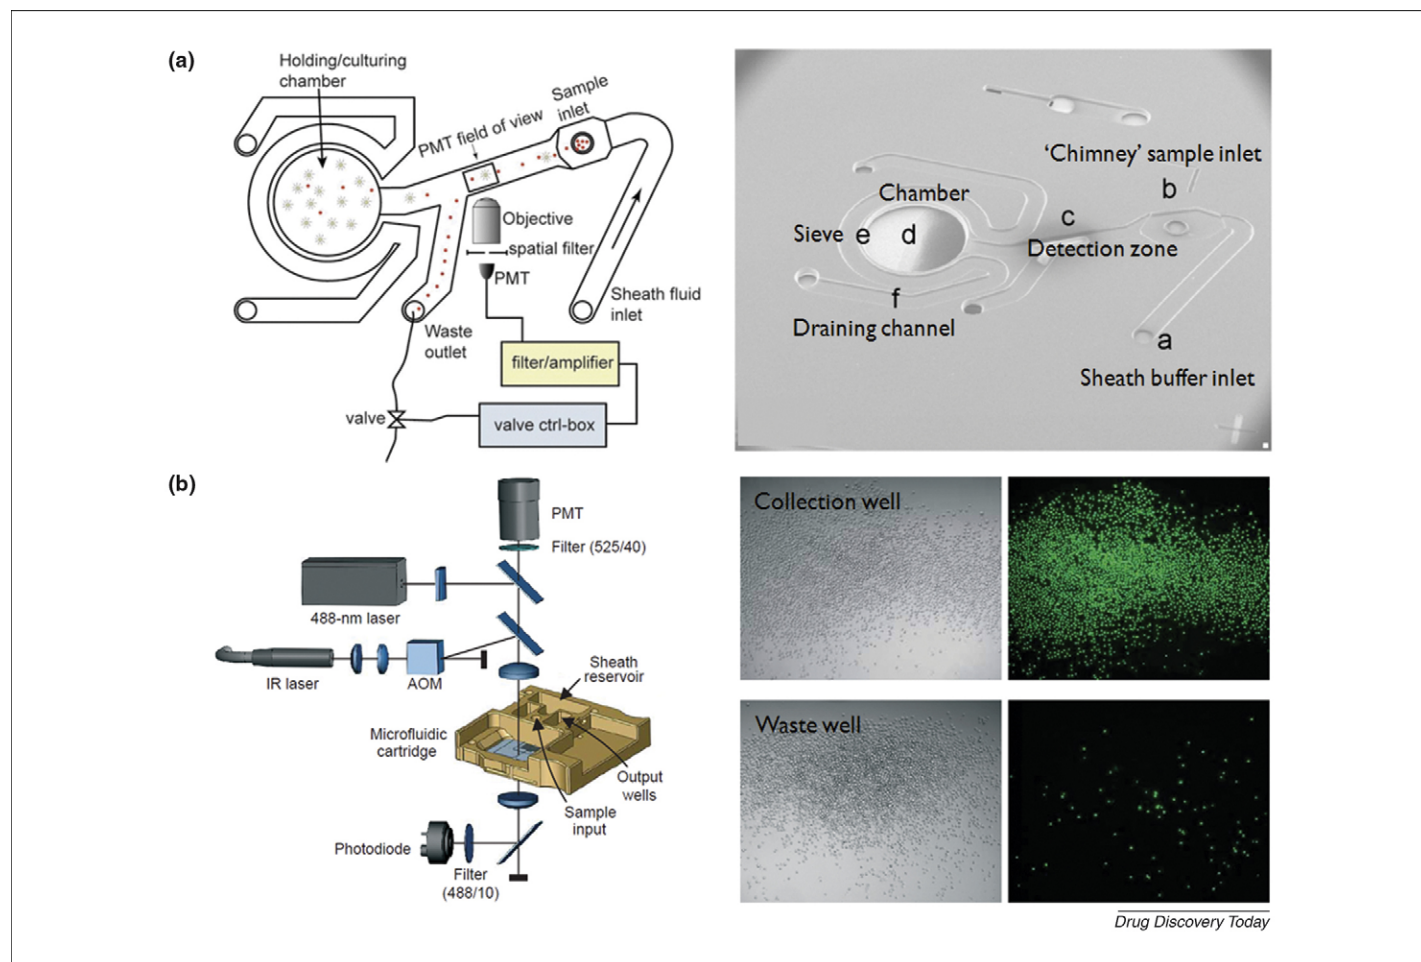 (a)
Holding/culturing
chamber
PMT field of view
Sample
inlet
Objective
spatial filter
PMT
Sheath fluid
inlet
Waste
outlet
filter/amplifier
valve
valve ctrl-box
‘Chimney’ sample inlet
b
Chamber
c
Sieve e d
Detection zone
f
Draining channel
a
Sheath buffer inlet
(b)
PMT
Filter (525/40)
488-nm laser
IR laser
AOM
Sheath
reservoir
Microfluidic
cartridge
Output
wells
Sample
input
Photodiode
Filter
(488/10)
Collection well
Waste well
Drug Discovery Today